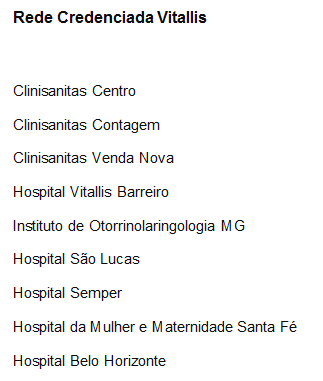 Rede Credenciada Vitallis
Clinisanitas Centro
Clinisanitas Contagem
Clinisanitas Venda Nova
Hospital Vitallis Barreiro
Instituto de Otorrinolaringologia MG
Hospital São Lucas
Hospital Semper
Hospital da Mulher e Maternidade Santa Fé
Hospital Belo Horizonte